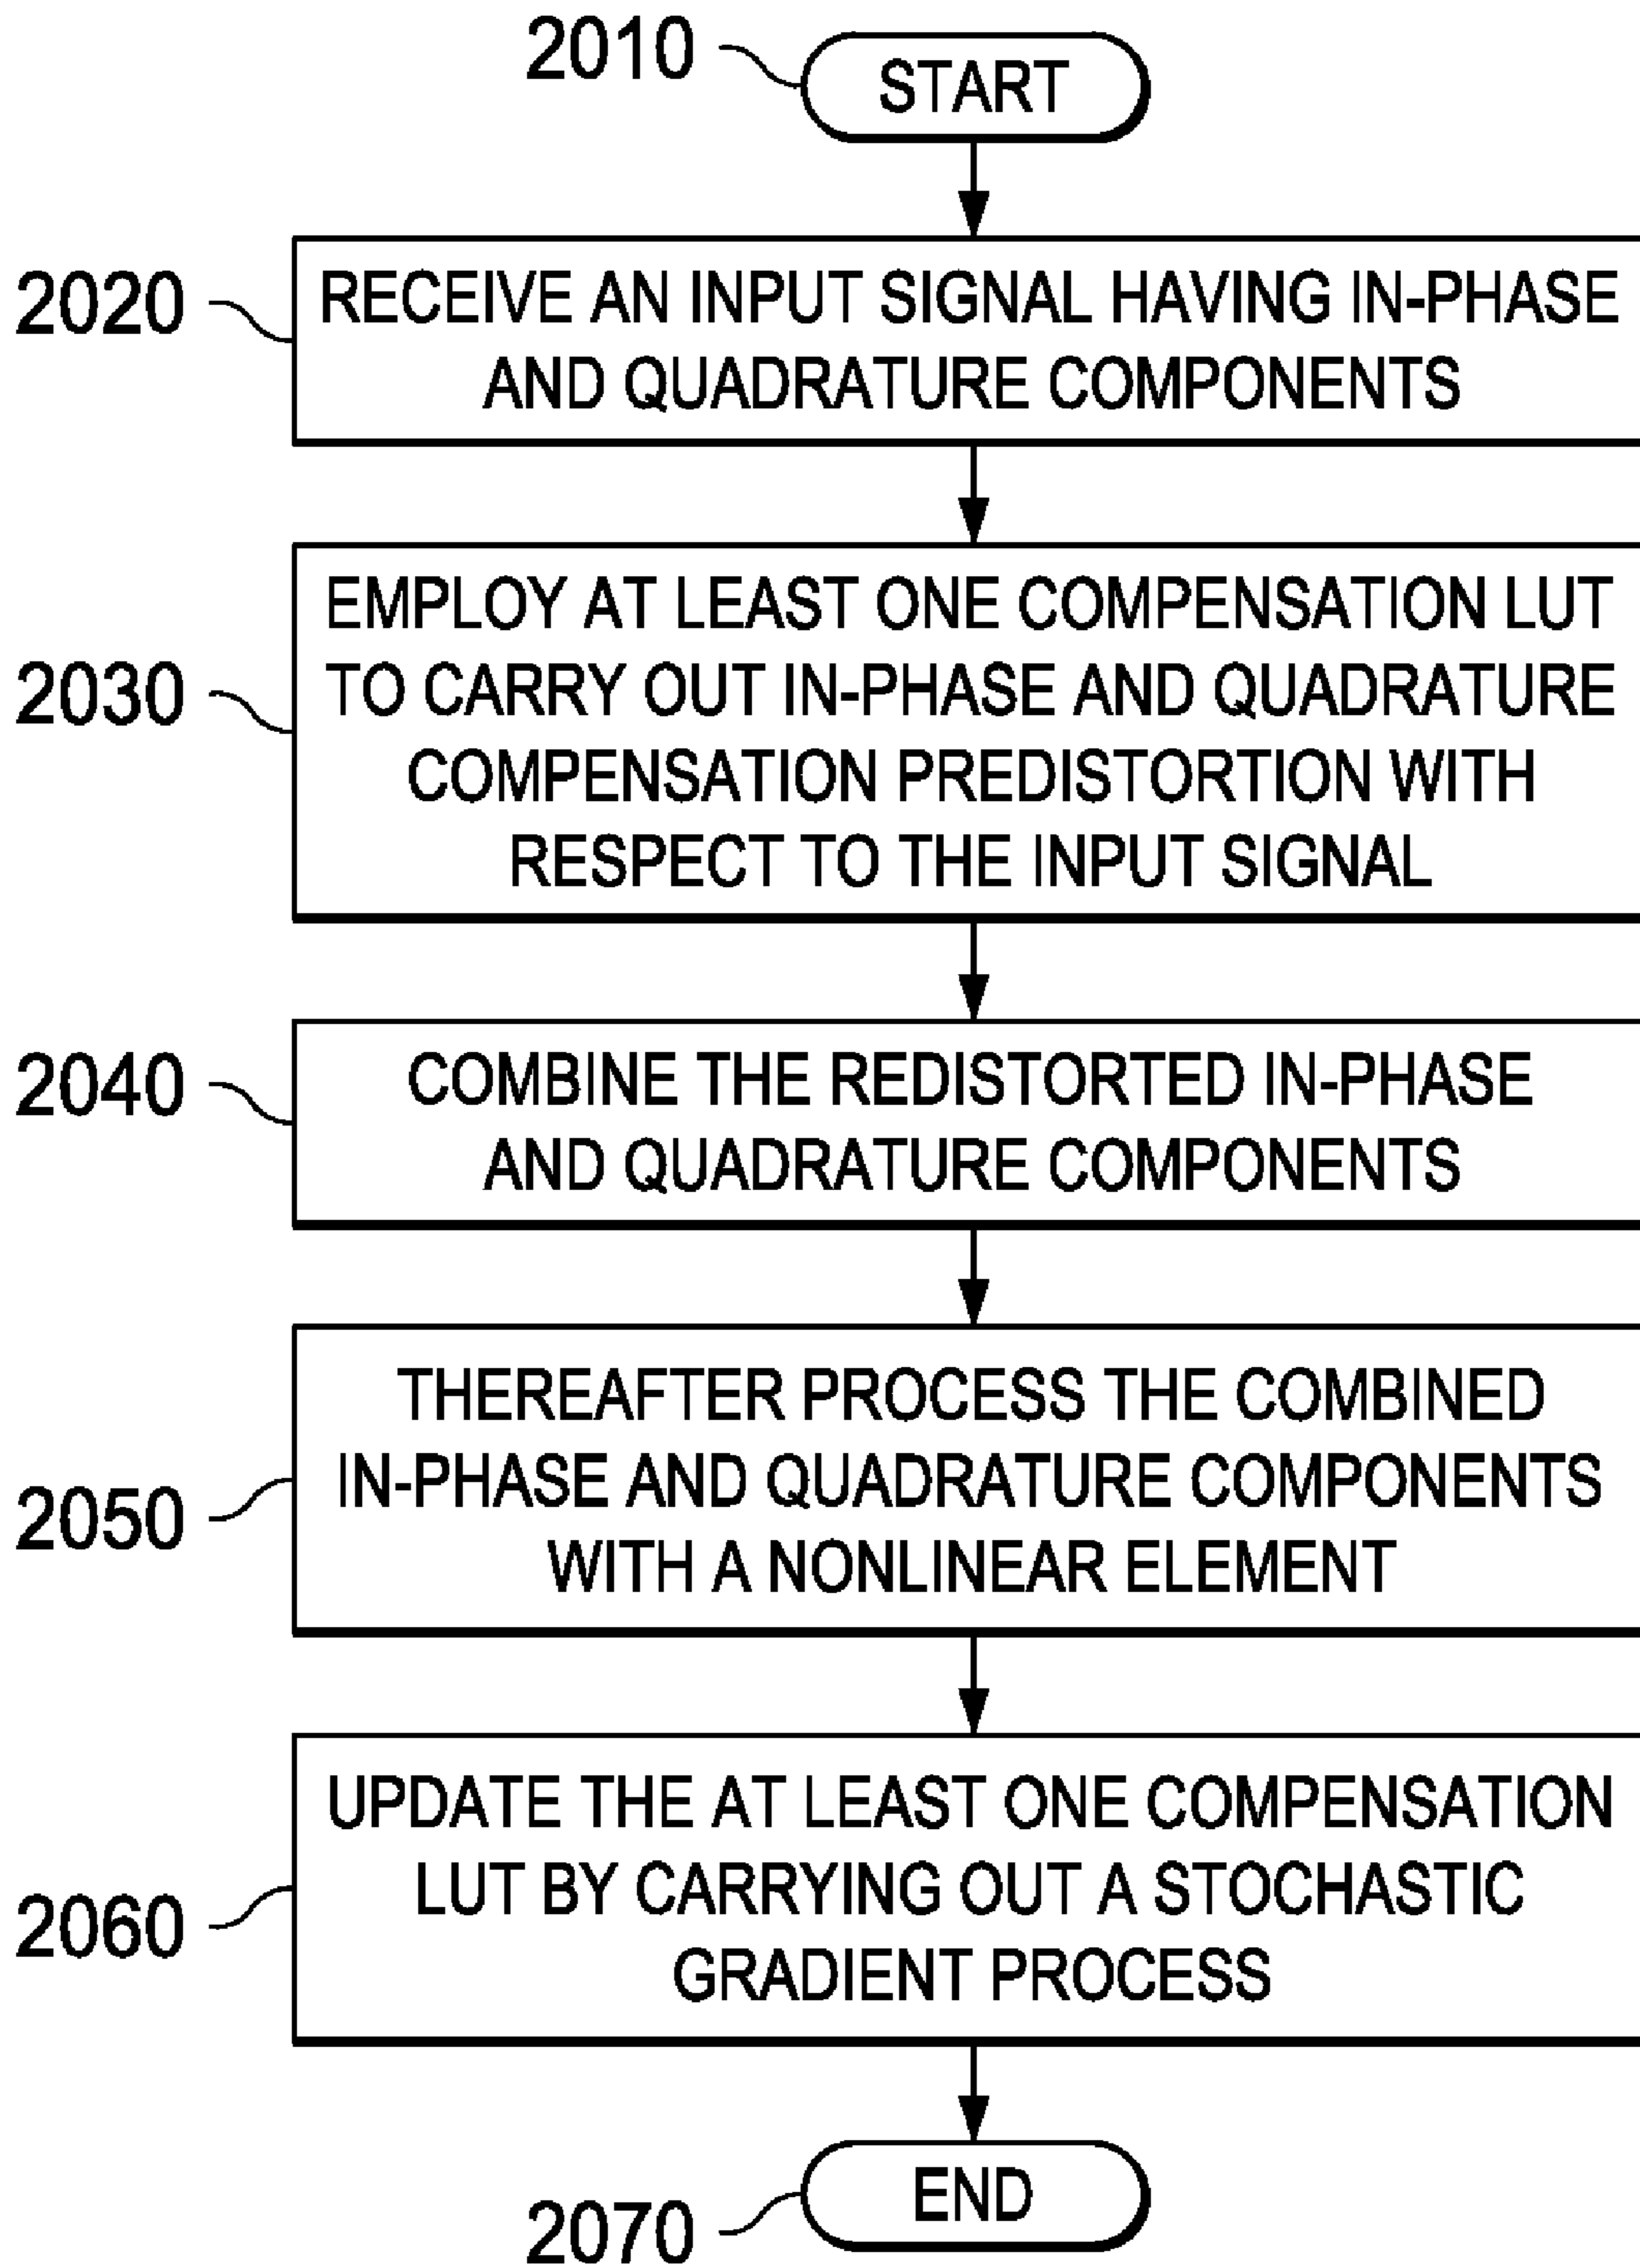 2010
START
2020
RECEIVE AN INPUT SIGNAL HAVING IN-PHASE
AND QUADRATURE COMPONENTS
2030
EMPLOY AT LEAST ONE COMPENSATION LUT
TO CARRY OUT IN-PHASE AND QUADRATURE
COMPENSATION PREDISTORTION WITH
RESPECT TO THE INPUT SIGNAL
2040
COMBINE THE REDISTORTED IN-PHASE
AND QUADRATURE COMPONENTS
2050
THEREAFTER PROCESS THE COMBINED
IN-PHASE AND QUADRATURE COMPONENTS
WITH A NONLINEAR ELEMENT
2060
UPDATE THE AT LEAST ONE COMPENSATION
LUT BY CARRYING OUT A STOCHASTIC
GRADIENT PROCESS
2070
END